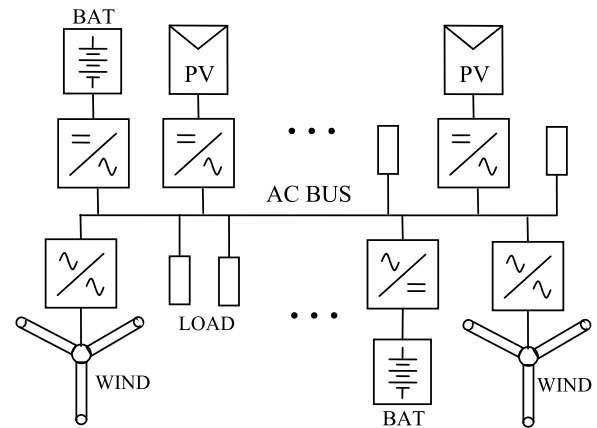 BAT
PV
PV
• • •
AC BUS
LOAD
• • •
WIND
WIND
BAT